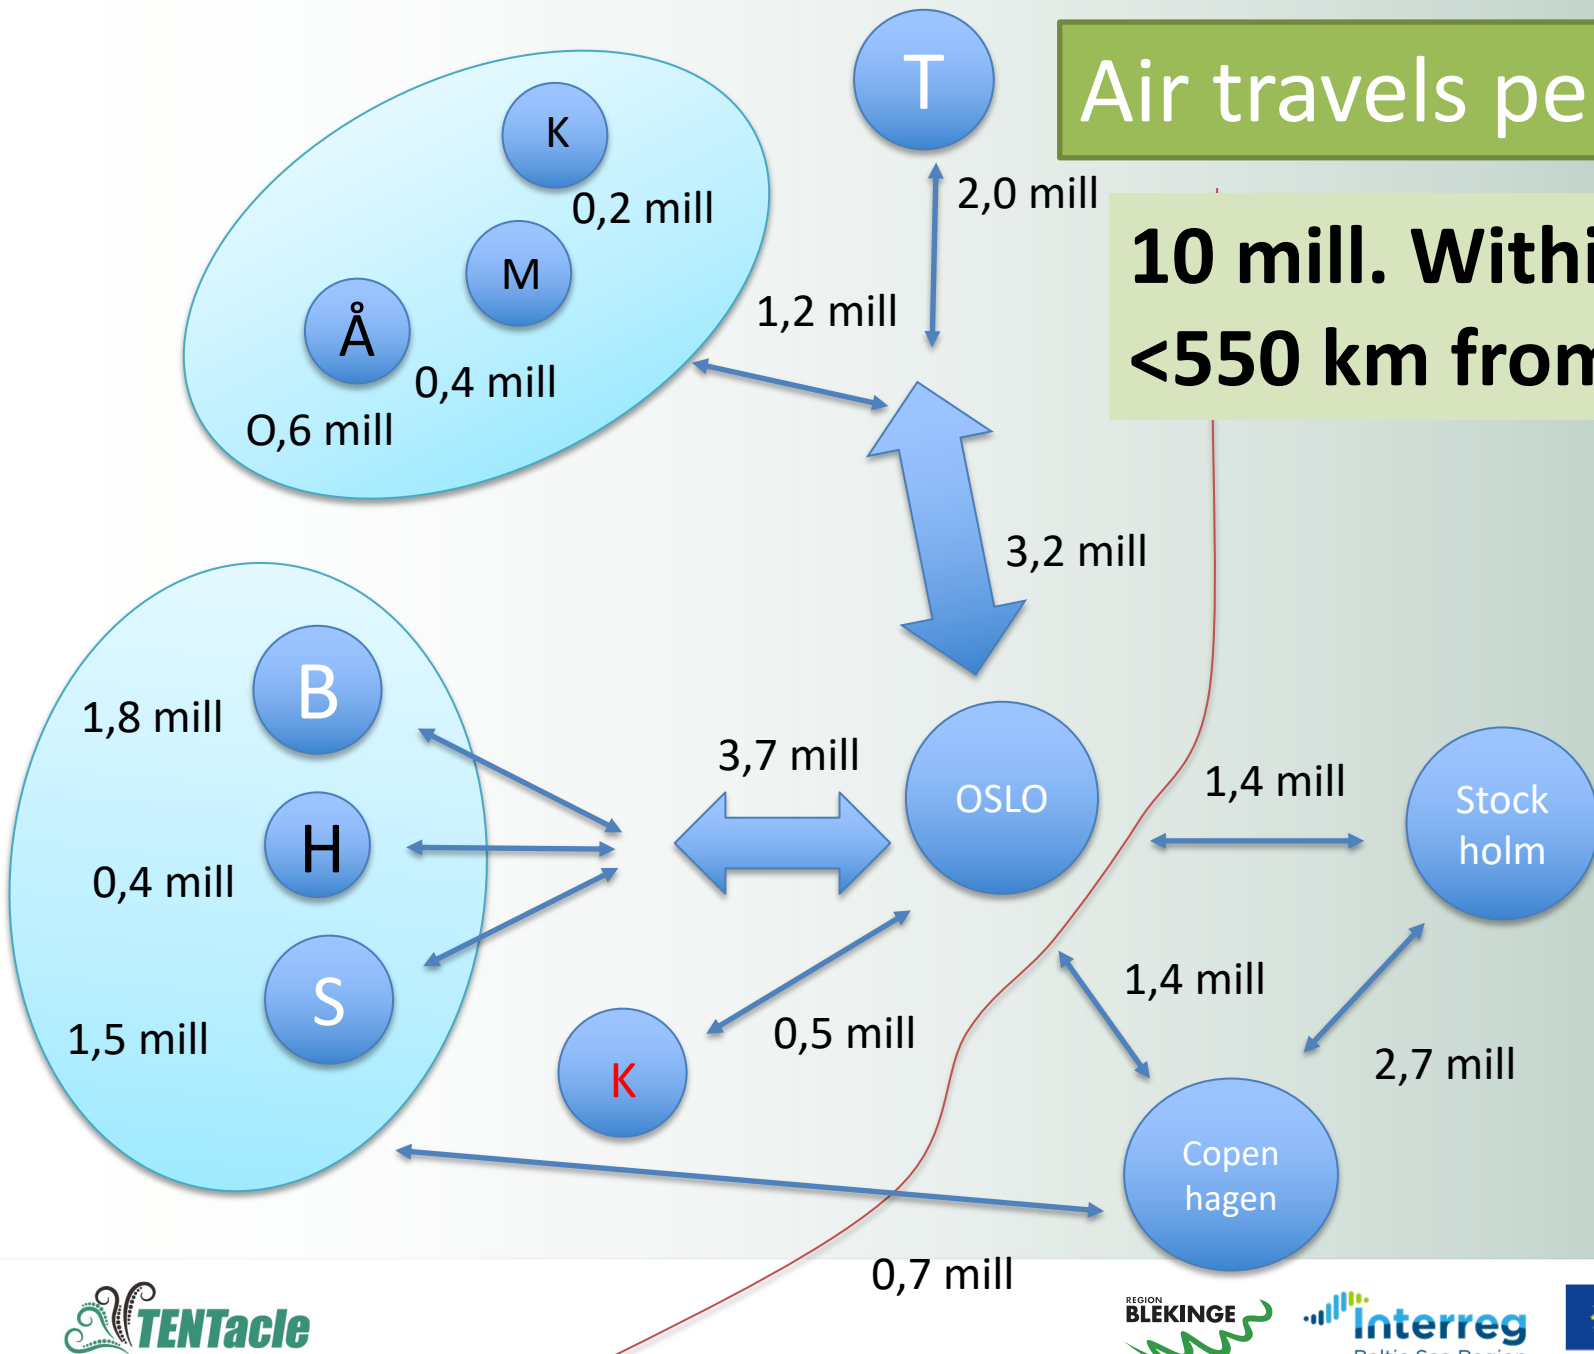 Air travels pe
10 mill. Withi
<550 km from
T
2,0 mill
K
0,2 mill
M
0,4 mill
Å
O,6 mill
1,2 mill
3,2 mill
B
1,8 mill
H
0,4 mill
S
1,5 mill
3,7 mill
OSLO
1,4 mill
Stock
holm
1,4 mill
2,7 mill
0,5 mill
K
Copen
hagen
0,7 mill
TENTacle
REGION
BLEKINGE
Interreg
Baltic Sea Region